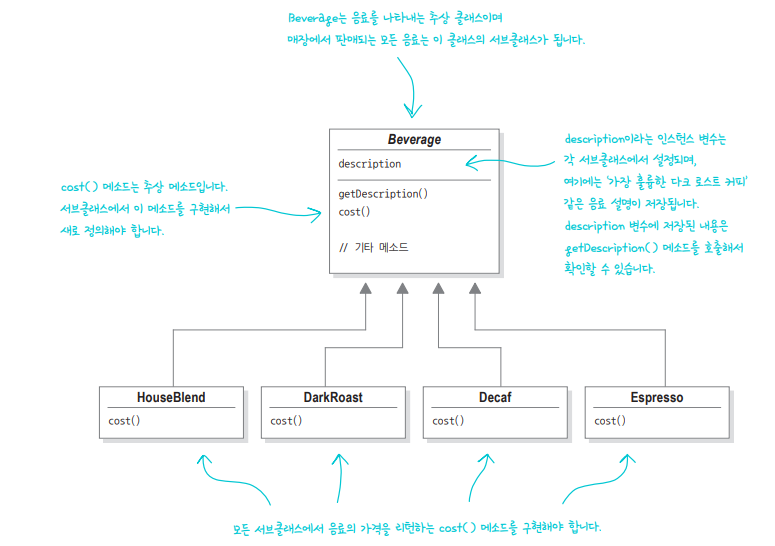 Beverage는 음료를 나타내는 추상 클래스이며
매장에서 판매되는 모든 음료는 이 클래스의 서브클래스가 됩니다.
Beverage
description
getDescription()
cost()
// 기타 메소드
cost() 메소드는 추상 메소드입니다.
서브클래스에서 이 메소드를 구현해서
새로 정의해야 합니다.
description이라는 인스턴스 변수는
각 서브클래스에서 설정되며,
여기에는 '가장 훌륭한 다크 로스트 커피'
같은 음료 설명이 저장됩니다.
description 변수에 저장된 내용은
getDescription() 메소드를 호출해서
확인할 수 있습니다.
HouseBlend
cost()
DarkRoast
cost()
Decaf
cost()
Espresso
cost()
모든 서브클래스에서 음료의 가격을 리턴하는 cost() 메소드를 구현해야 합니다.